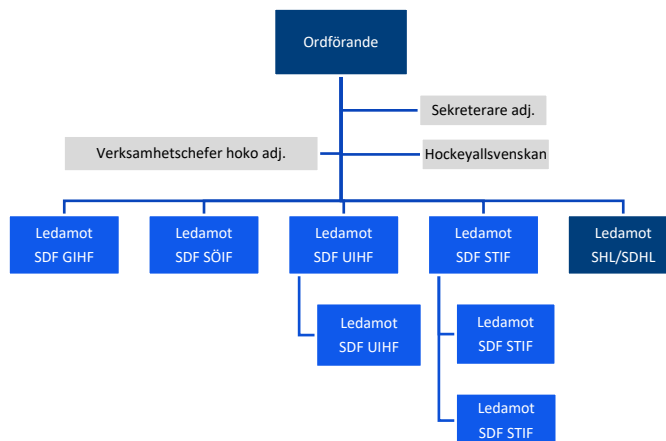 Ordförande
Sekreterare adj.
Verksamhetschefer hoko adj.
Hockeyallsvenskan
Ledamot
SDF GIHF
Ledamot
SDF SÖIF
Ledamot
SDF UIHF
Ledamot
SDF STIF
Ledamot
SHL/SDHL
Ledamot
SDF UIHF
Ledamot
SDF STIF
Ledamot
SDF STIF